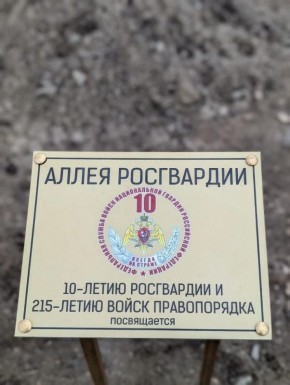 АЛЛЕЯ РОСГВАРДИИ
ФЕДЕРАЛЬНАЯ СЛУЖБА ВОЙСК НАЦИОНАЛЬНОЙ ГВАРДИИ РОССИЙСКОЙ ФЕДЕРАЦИИ
10
ВСЕГДА
НА СТРАЖЕ
10-ЛЕТИЮ РОСГВАРДИИ И
215-ЛЕТИЮ ВОЙСК ПРАВОПОРЯДКА
посвящается